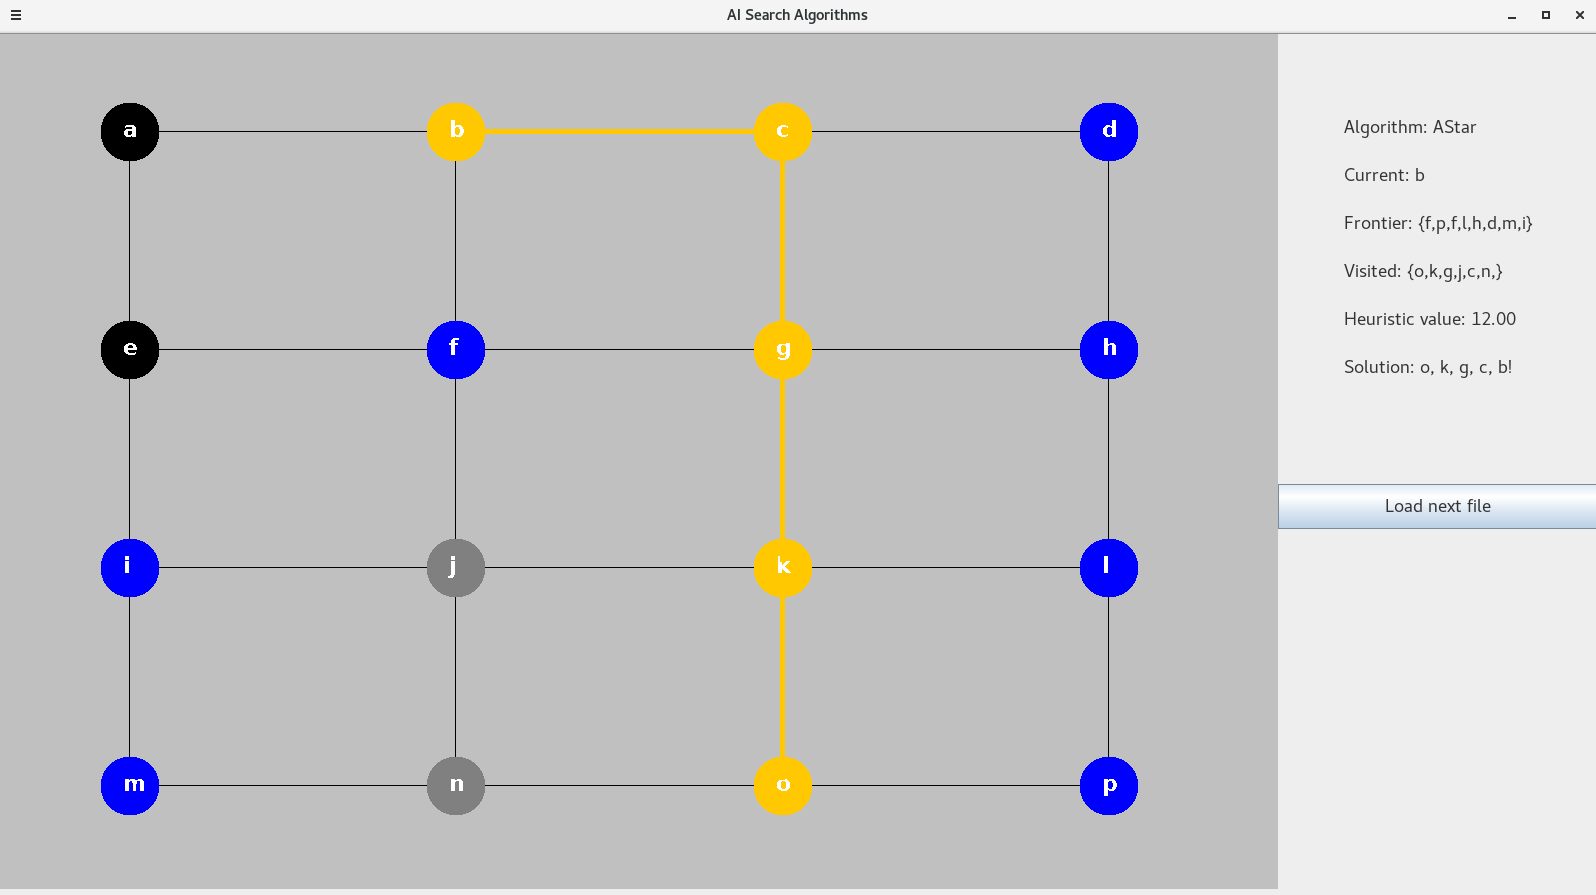 AI Search Algorithms
a b c d
Algorithm: AStar
Current: b
Frontier: {f,p,f,l,h,d,m,i}
Visited: {o,k,g,j,c,n,}
Heuristic value: 12.00
e f g h
Solution: o, k, g, c, b!
Load next file
i j k l
m n o p